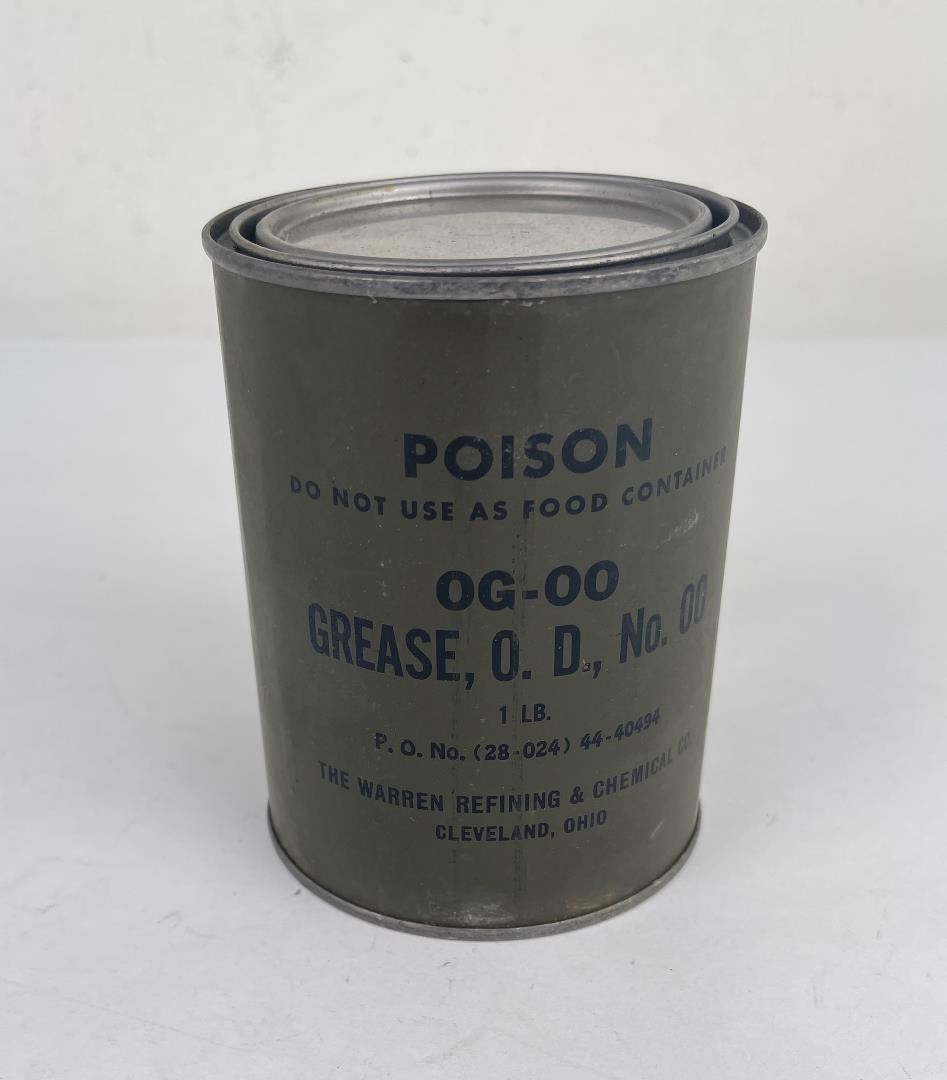 POISON
DO NOT USE AS FOOD CONTAINER
OG-00
GREASE, O. D., No. 00
1 LB.
P. O. No. (28-024) 44-40494
THE WARREN REFINING & CHEMICAL CO.
CLEVELAND, OHIO